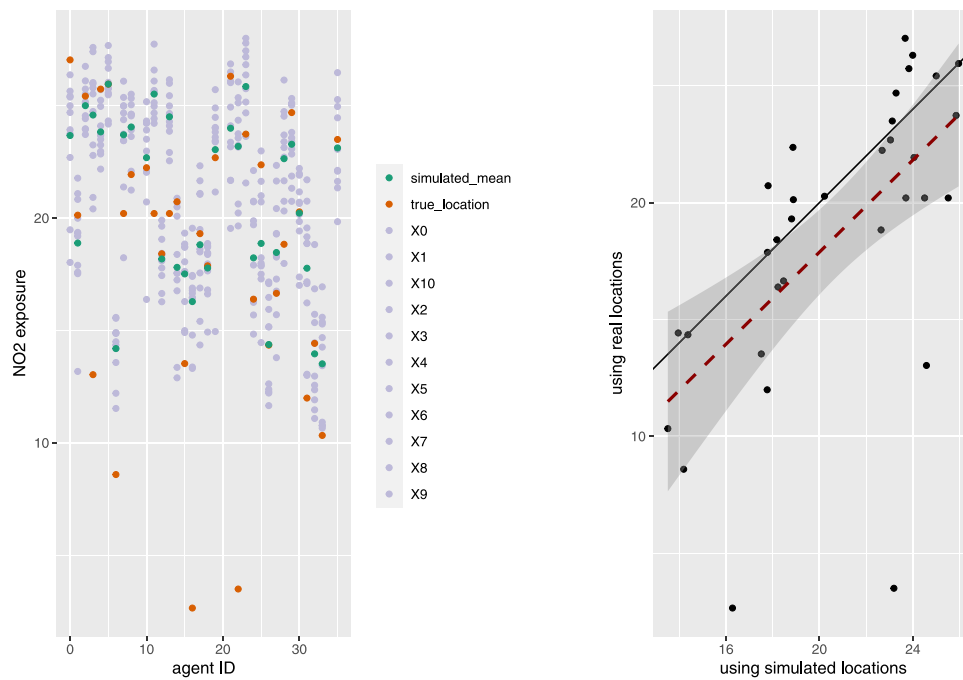 NO2 exposure
20
10
0
10
20
30
agent ID
simulated_mean
true_location
X0
X1
X10
X2
X3
X4
X5
X6
X7
X8
X9
using real locations
20
10
16
20
24
using simulated locations